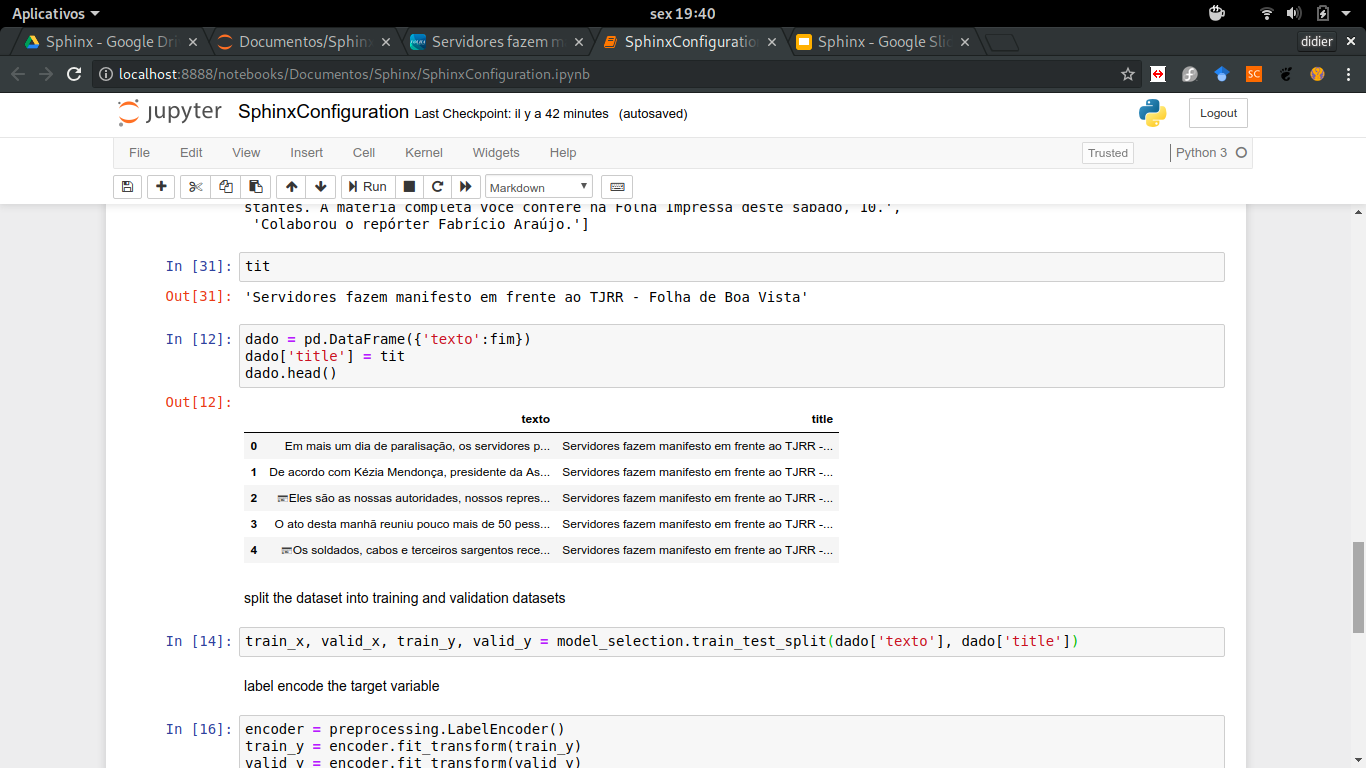 Aplicativos
sex 19:40
Sphinx - Google Dri
Documentos/Sphin
Servidores fazem m
SphinxConfiguratio
Sphinx - Google Slid
didier
localhost:8888/notebooks/Documentos/Sphinx/SphinxConfiguration.ipynb
SC
jupyter SphinxConfiguration Last Checkpoint: il y a 42 minutes (autosaved)
Logout
File Edit View Insert Cell Kernel Widgets Help
Trusted
Python 3
Run
Markdown
stantes. A matéria completa você confere na Folha Impressa deste sábado, 10.',
'Colaborou o repórter Fabrício Araújo.']
In [31]: tit
Out[31]: 'Servidores fazem manifesto em frente ao TJRR - Folha de Boa Vista'
In [12]: dado = pd.DataFrame({'texto':fim})
dado['title'] = tit
dado.head()
Out[12]:
texto title
0 Em mais um dia de paralisação, os servidores p... Servidores fazem manifesto em frente ao TJRR -...
1 De acordo com Kézia Mendonça, presidente da As... Servidores fazem manifesto em frente ao TJRR -...
2 Eles são as nossas autoridades, nossos repres... Servidores fazem manifesto em frente ao TJRR -...
3 O ato desta manhã reuniu pouco mais de 50 pess... Servidores fazem manifesto em frente ao TJRR -...
4 Os soldados, cabos e terceiros sargentos rece... Servidores fazem manifesto em frente ao TJRR -...
split the dataset into training and validation datasets
In [14]: train_x, valid_x, train_y, valid_y = model_selection.train_test_split(dado['texto'], dado['title'])
label encode the target variable
In [16]: encoder = preprocessing.LabelEncoder()
train_y = encoder.fit_transform(train_y)
valid_y = encoder.fit_transform(valid_y)